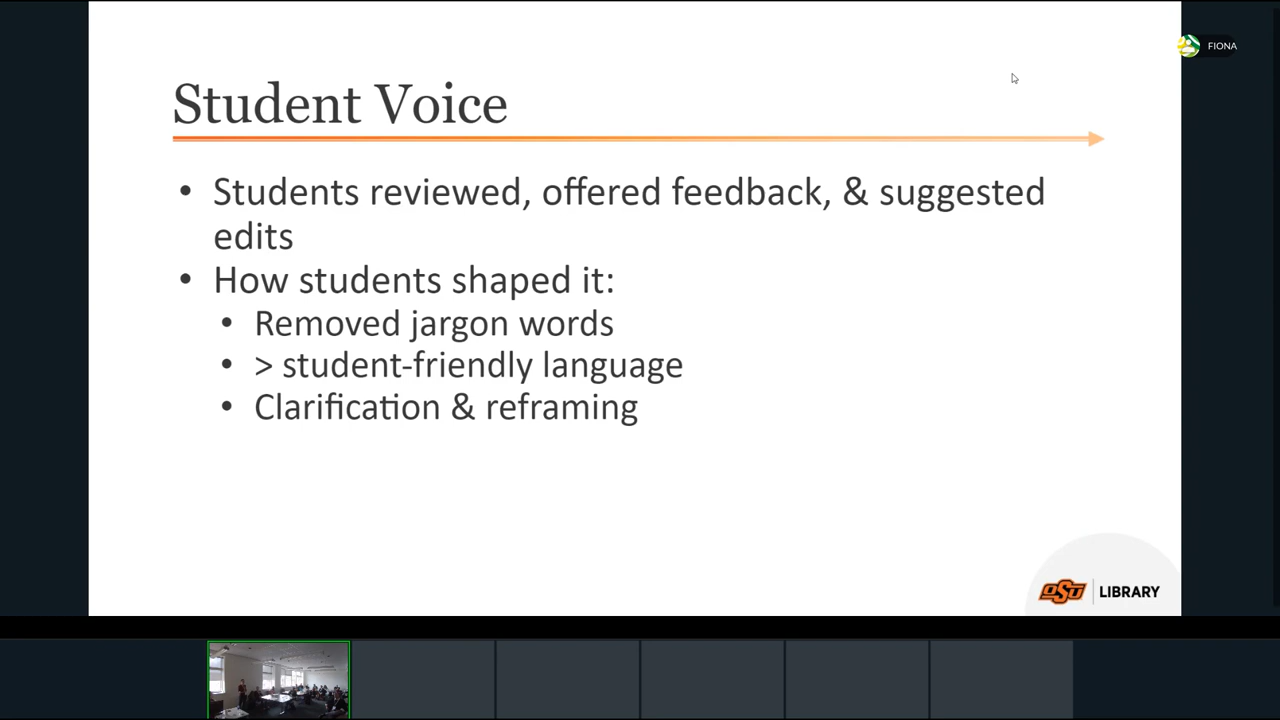 FIONA
Student Voice
• Students reviewed, offered feedback, & suggested
edits
• How students shaped it:
• Removed jargon words
• > student-friendly language
• Clarification & reframing
OSU LIBRARY